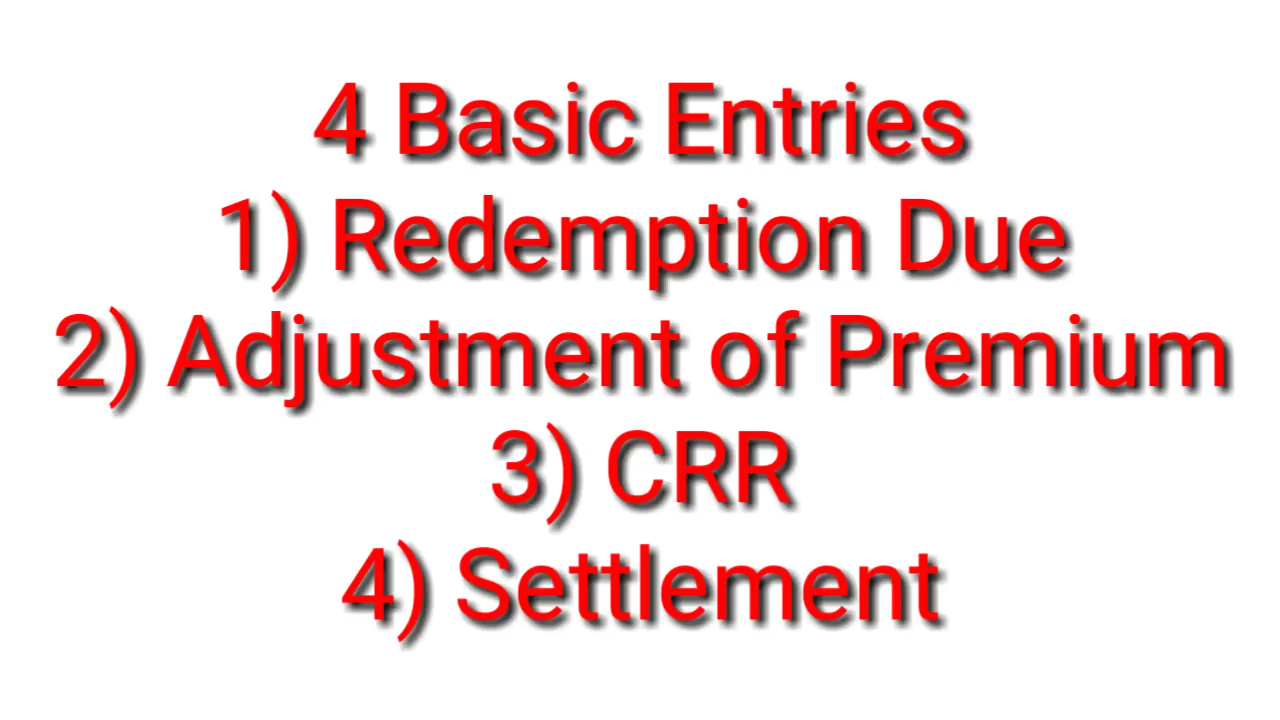 4 Basic Entries
1) Redemption Due
2) Adjustment of Premium
3) CRR
4) Settlement